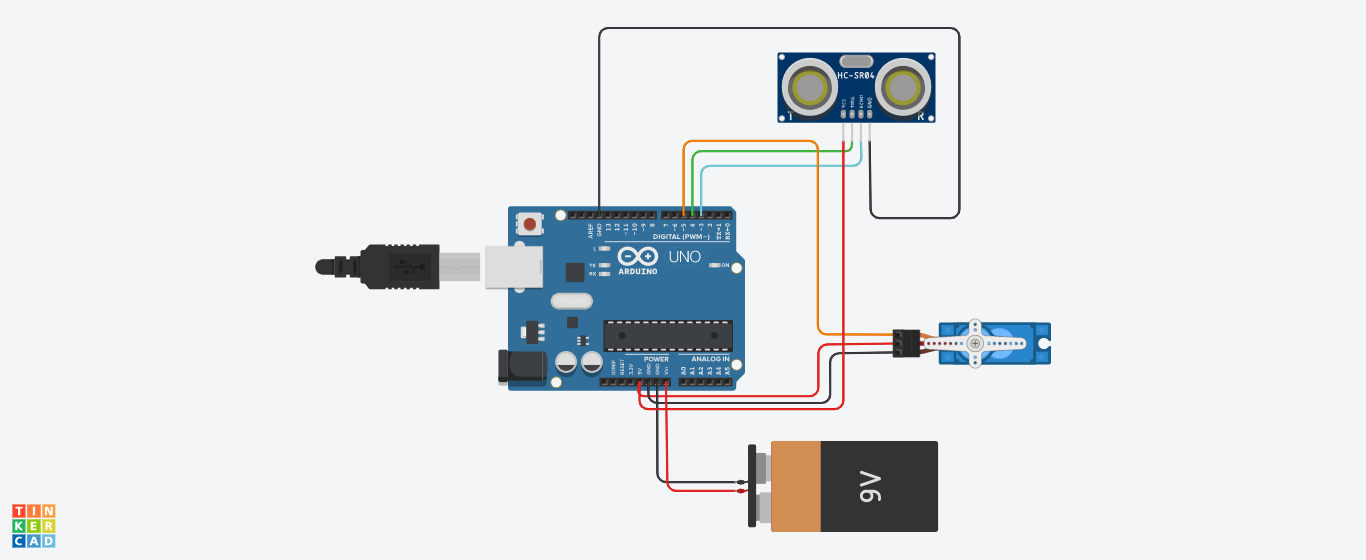 HC-SR04
VCC
TRIG
ECHO
GND
T
R
AREF
GND
13
12
~11
~10
~9
8
7
~6
~5
4
~3
2
TX→1
RX←0
DIGITAL (PWM~)
L
TX
RX
ARDUINO
UNO
ON
POWER
ANALOG IN
IOREF
RESET
3.3V
5V
GND
GND
Vin
A0
A1
A2
A3
A4
A5
9V
TIN
KER
CAD